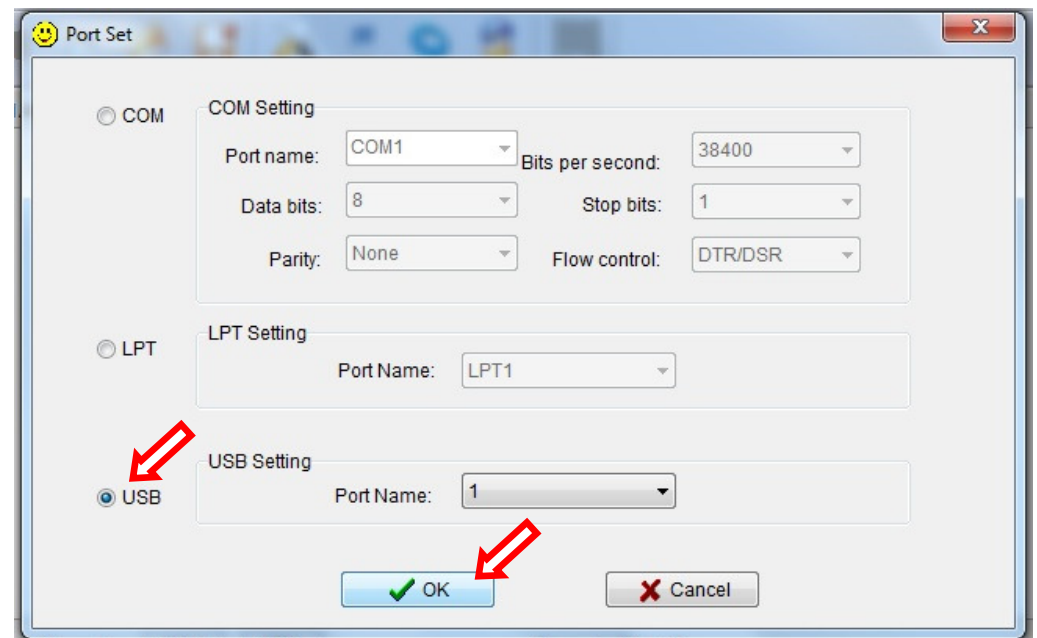 Port Set
COM
COM Setting
Port name: COM1 Bits per second: 38400
Data bits: 8 Stop bits: 1
Parity: None Flow control: DTR/DSR
LPT
LPT Setting
Port Name: LPT1
USB
USB Setting
Port Name: 1
OK Cancel